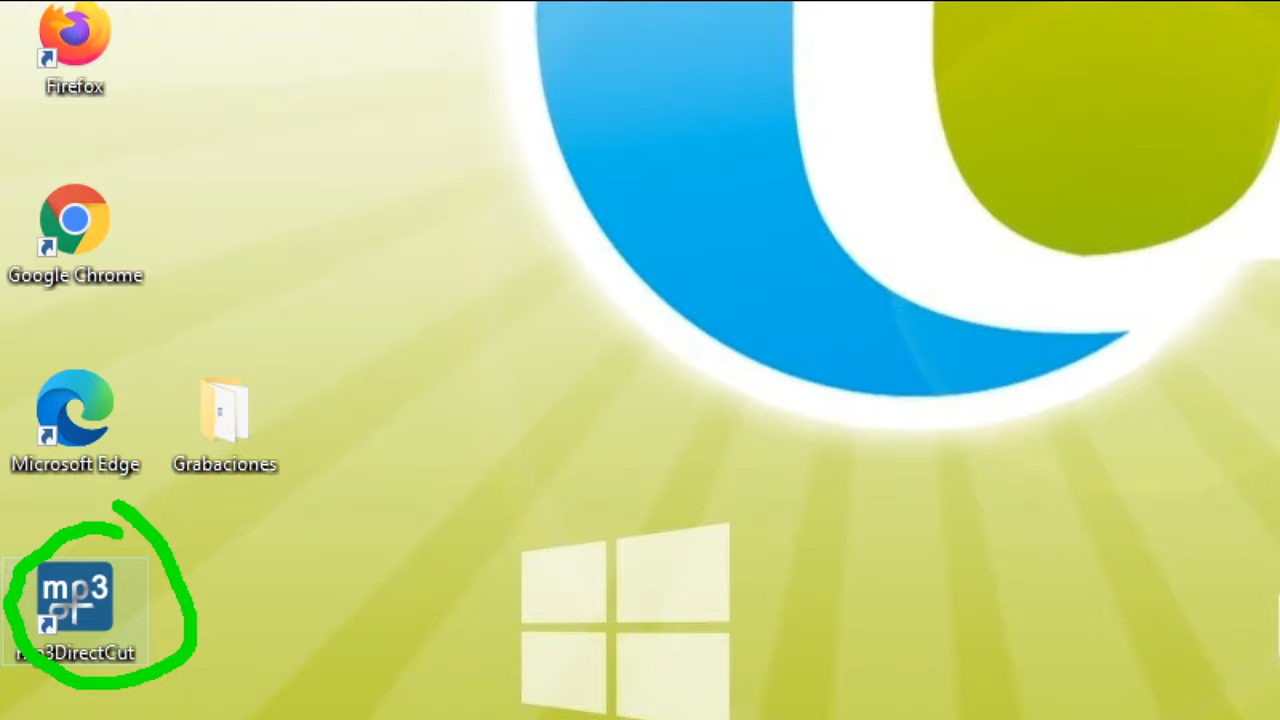 Firefox
Google Chrome
Microsoft Edge
Grabaciones
mp3
mp3DirectCut